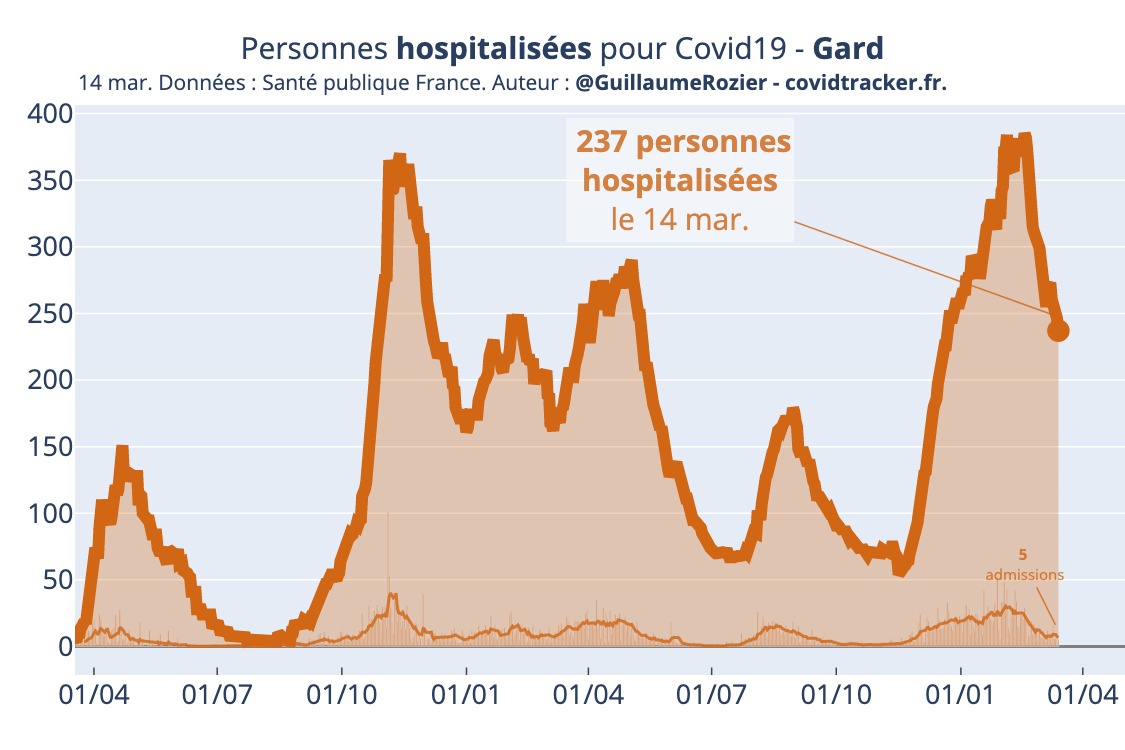 Personnes hospitalisées pour Covid19 - Gard
14 mar. Données : Santé publique France. Auteur : @GuillaumeRozier - covidtracker.fr.
400
237 personnes
hospitalisées
le 14 mar.
350
300
250
200
150
100
5
admissions
50
0
01/04 01/07 01/10 01/01 01/04 01/07 01/10 01/01 01/04